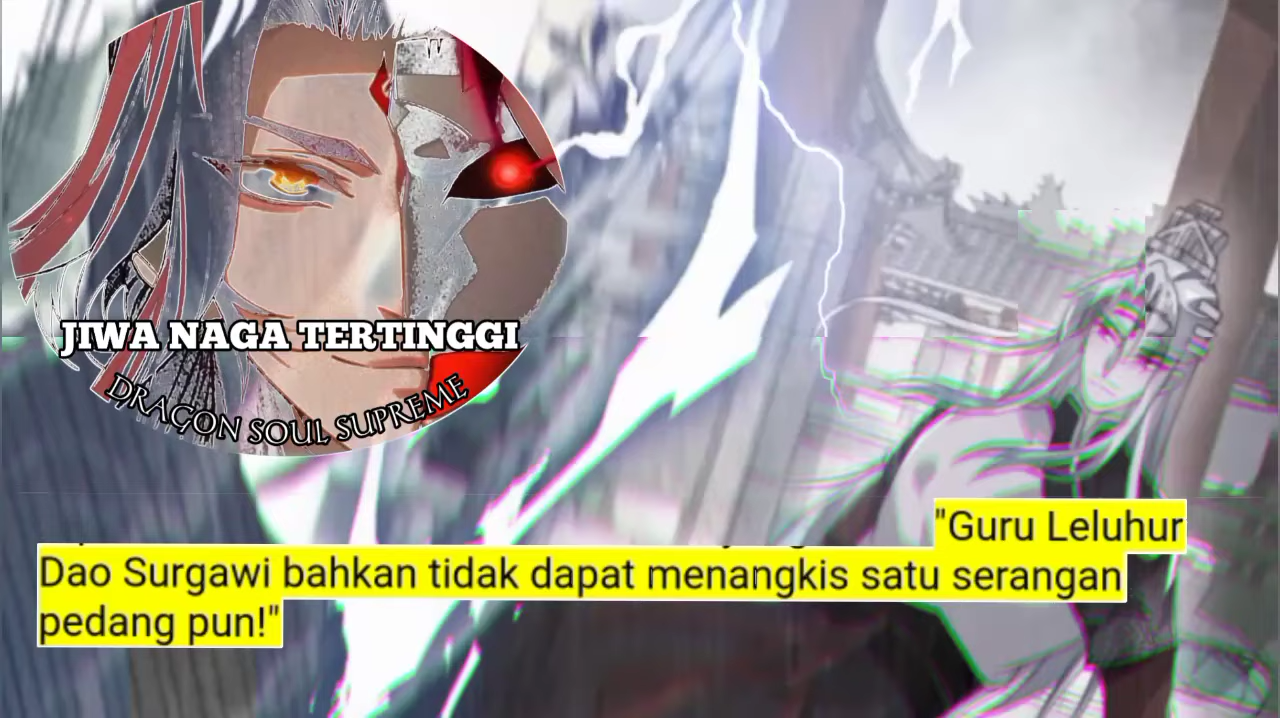 JIWA NAGA TERTINGGI
DRAGON SOUL SUPREME
"Guru Leluhur
Dao Surgawi bahkan tidak dapat menangkis satu serangan
pedang pun!"